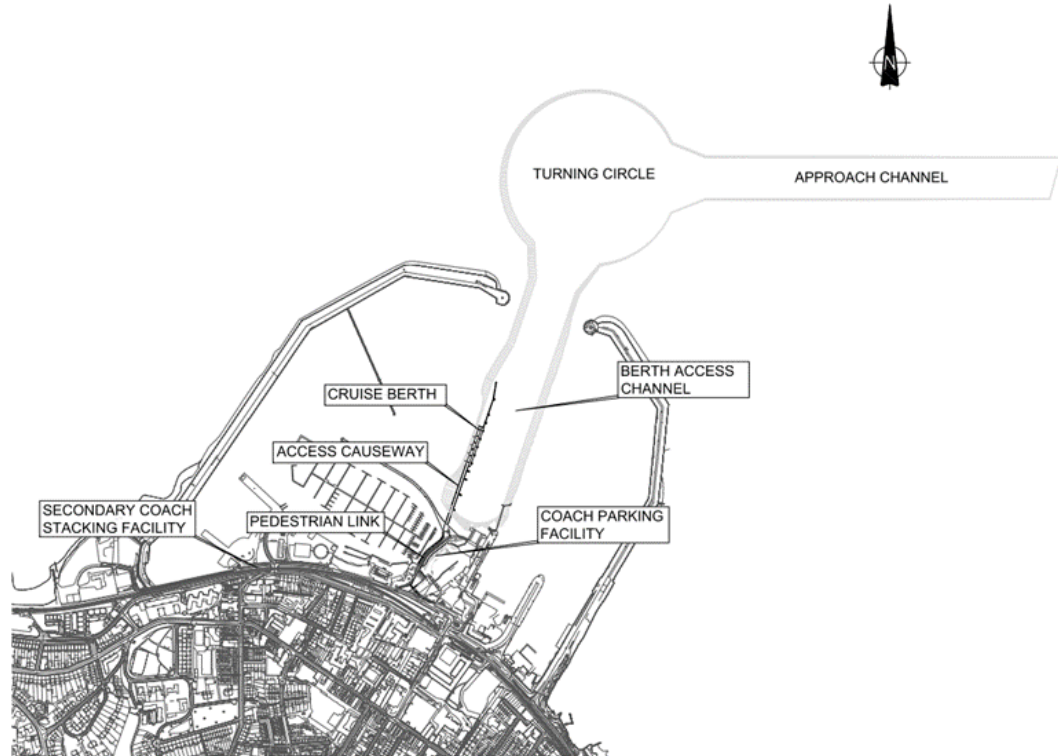 N
TURNING CIRCLE
APPROACH CHANNEL
BERTH ACCESS
CHANNEL
CRUISE BERTH
ACCESS CAUSEWAY
SECONDARY COACH
STACKING FACILITY
PEDESTRIAN LINK
COACH PARKING
FACILITY